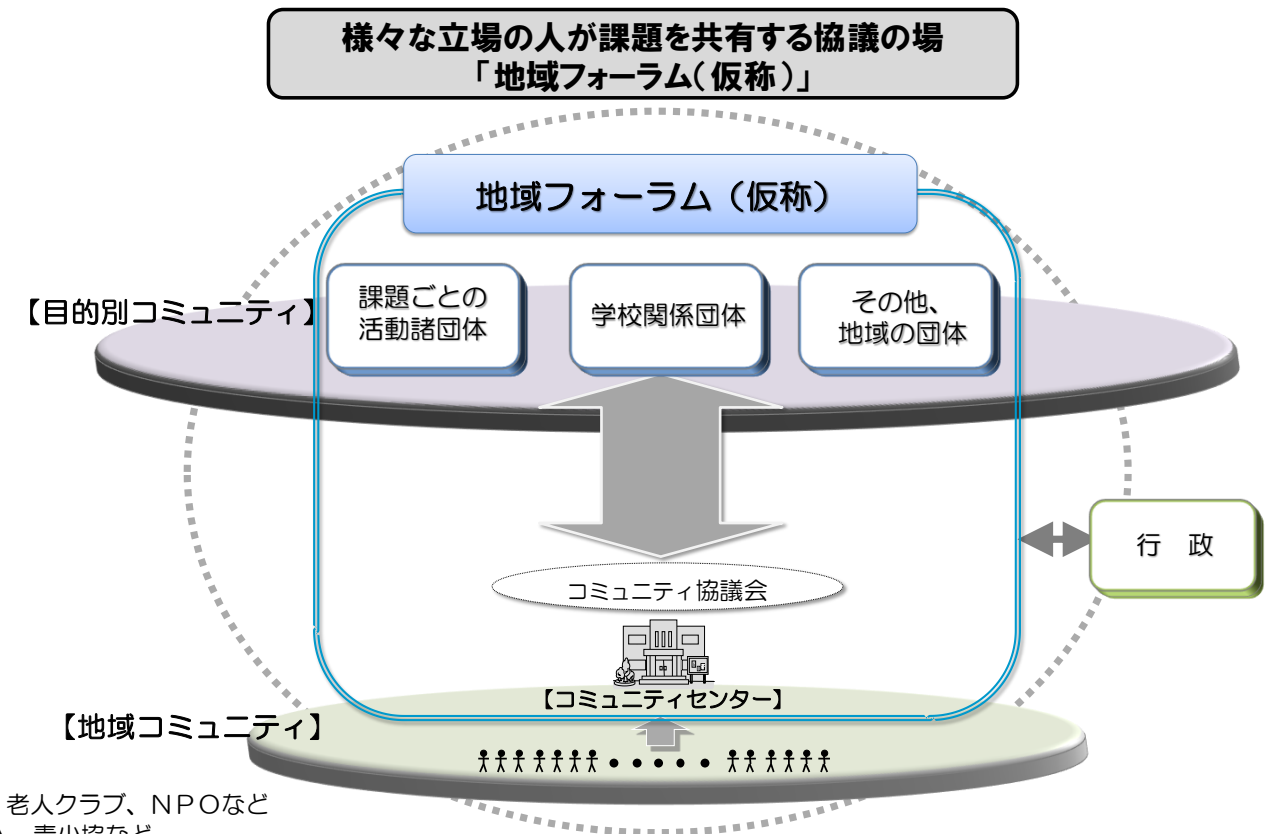 様々な立場の人が課題を共有する協議の場
「地域フォーラム(仮称)」
地域フォーラム（仮称）
【目的別コミュニティ】
課題ごとの
活動諸団体
学校関係団体
その他、
地域の団体
行　政
コミュニティ協議会
【コミュニティセンター】
【地域コミュニティ】
老人クラブ、ＮＰＯなど
青少協など